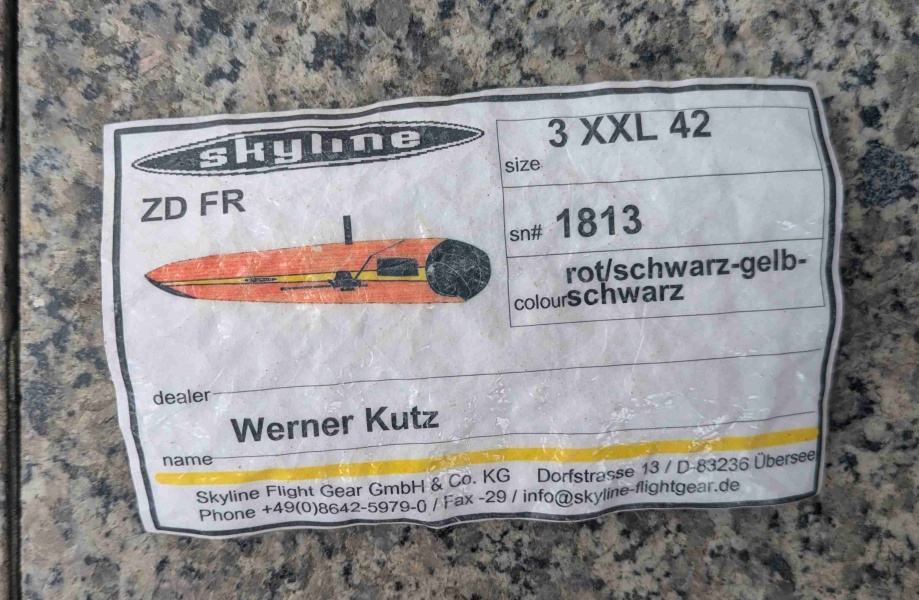 skyline
ZD FR
size 3 XXL 42
sn# 1813
colour rot/schwarz-gelb-
schwarz
dealer
name Werner Kutz
Skyline Flight Gear GmbH & Co. KG Dorfstrasse 13 / D-83236 Übersee
Phone +49(0)8642-5979-0 / Fax -29 / info@skyline-flightgear.de